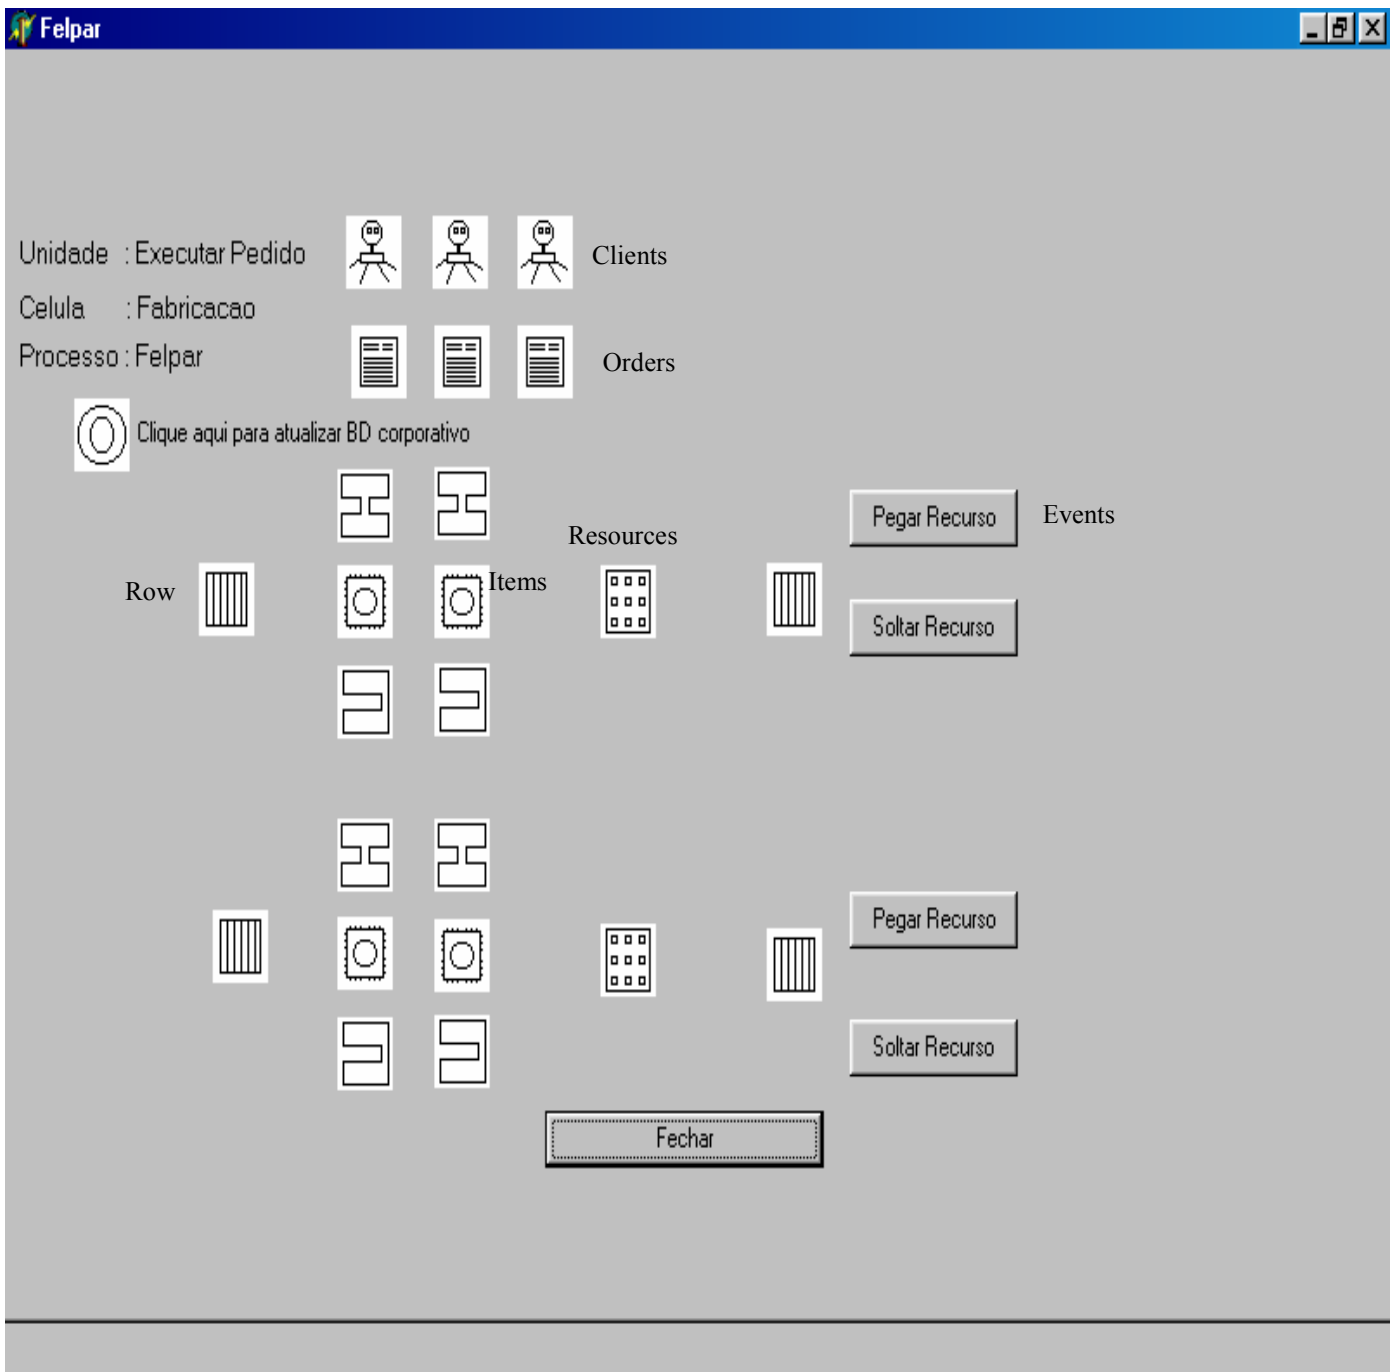 Felpar
Unidade : Executar Pedido
Clients
Celula : Fabricacao
Processo : Felpar
Orders
Clique aqui para atualizar BD corporativo
Pegar Recurso
Events
Resources
Row
Items
Soltar Recurso
Pegar Recurso
Soltar Recurso
Fechar